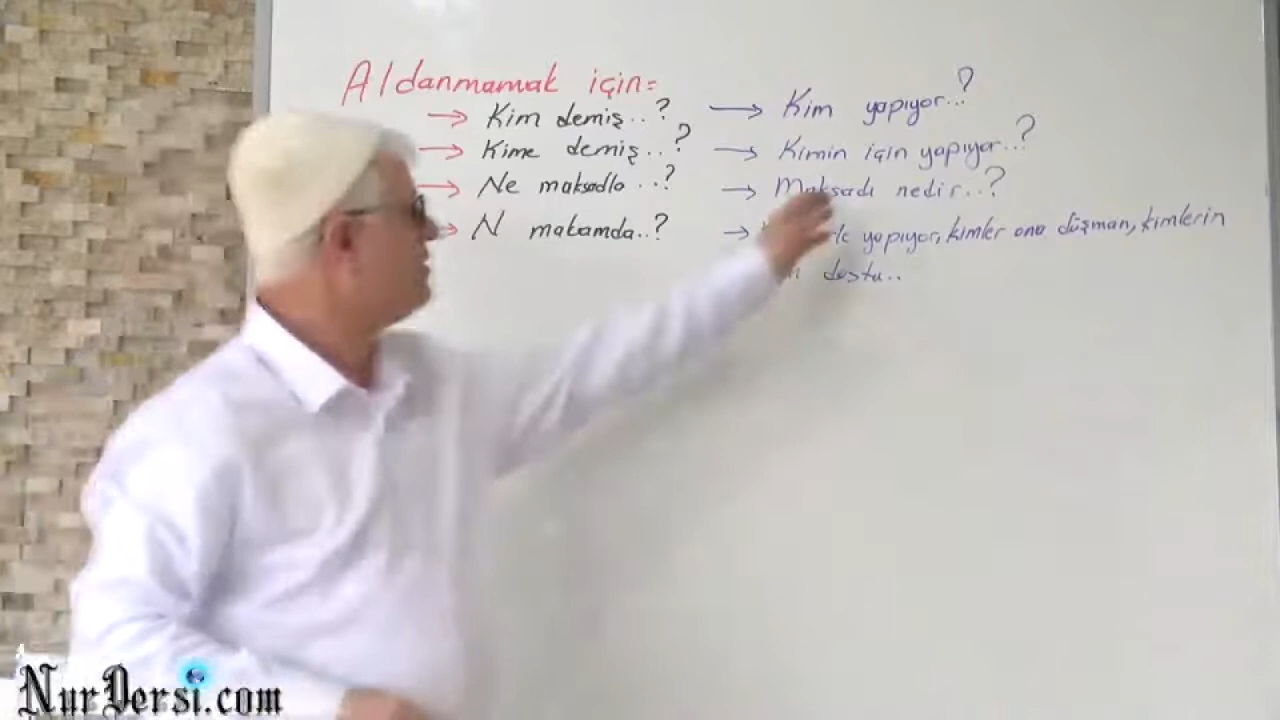 Aldanmamak için=
→ Kim demiş..? → Kim yapıyor..?
→ Kime demiş..? → Kimin için yapıyor..?
→ Ne maksadla..? → Maksadı nedir..?
→ N makamda..? → yapıyor, kimler ona düşman, kimlerin
dostu..
NurDersi.com